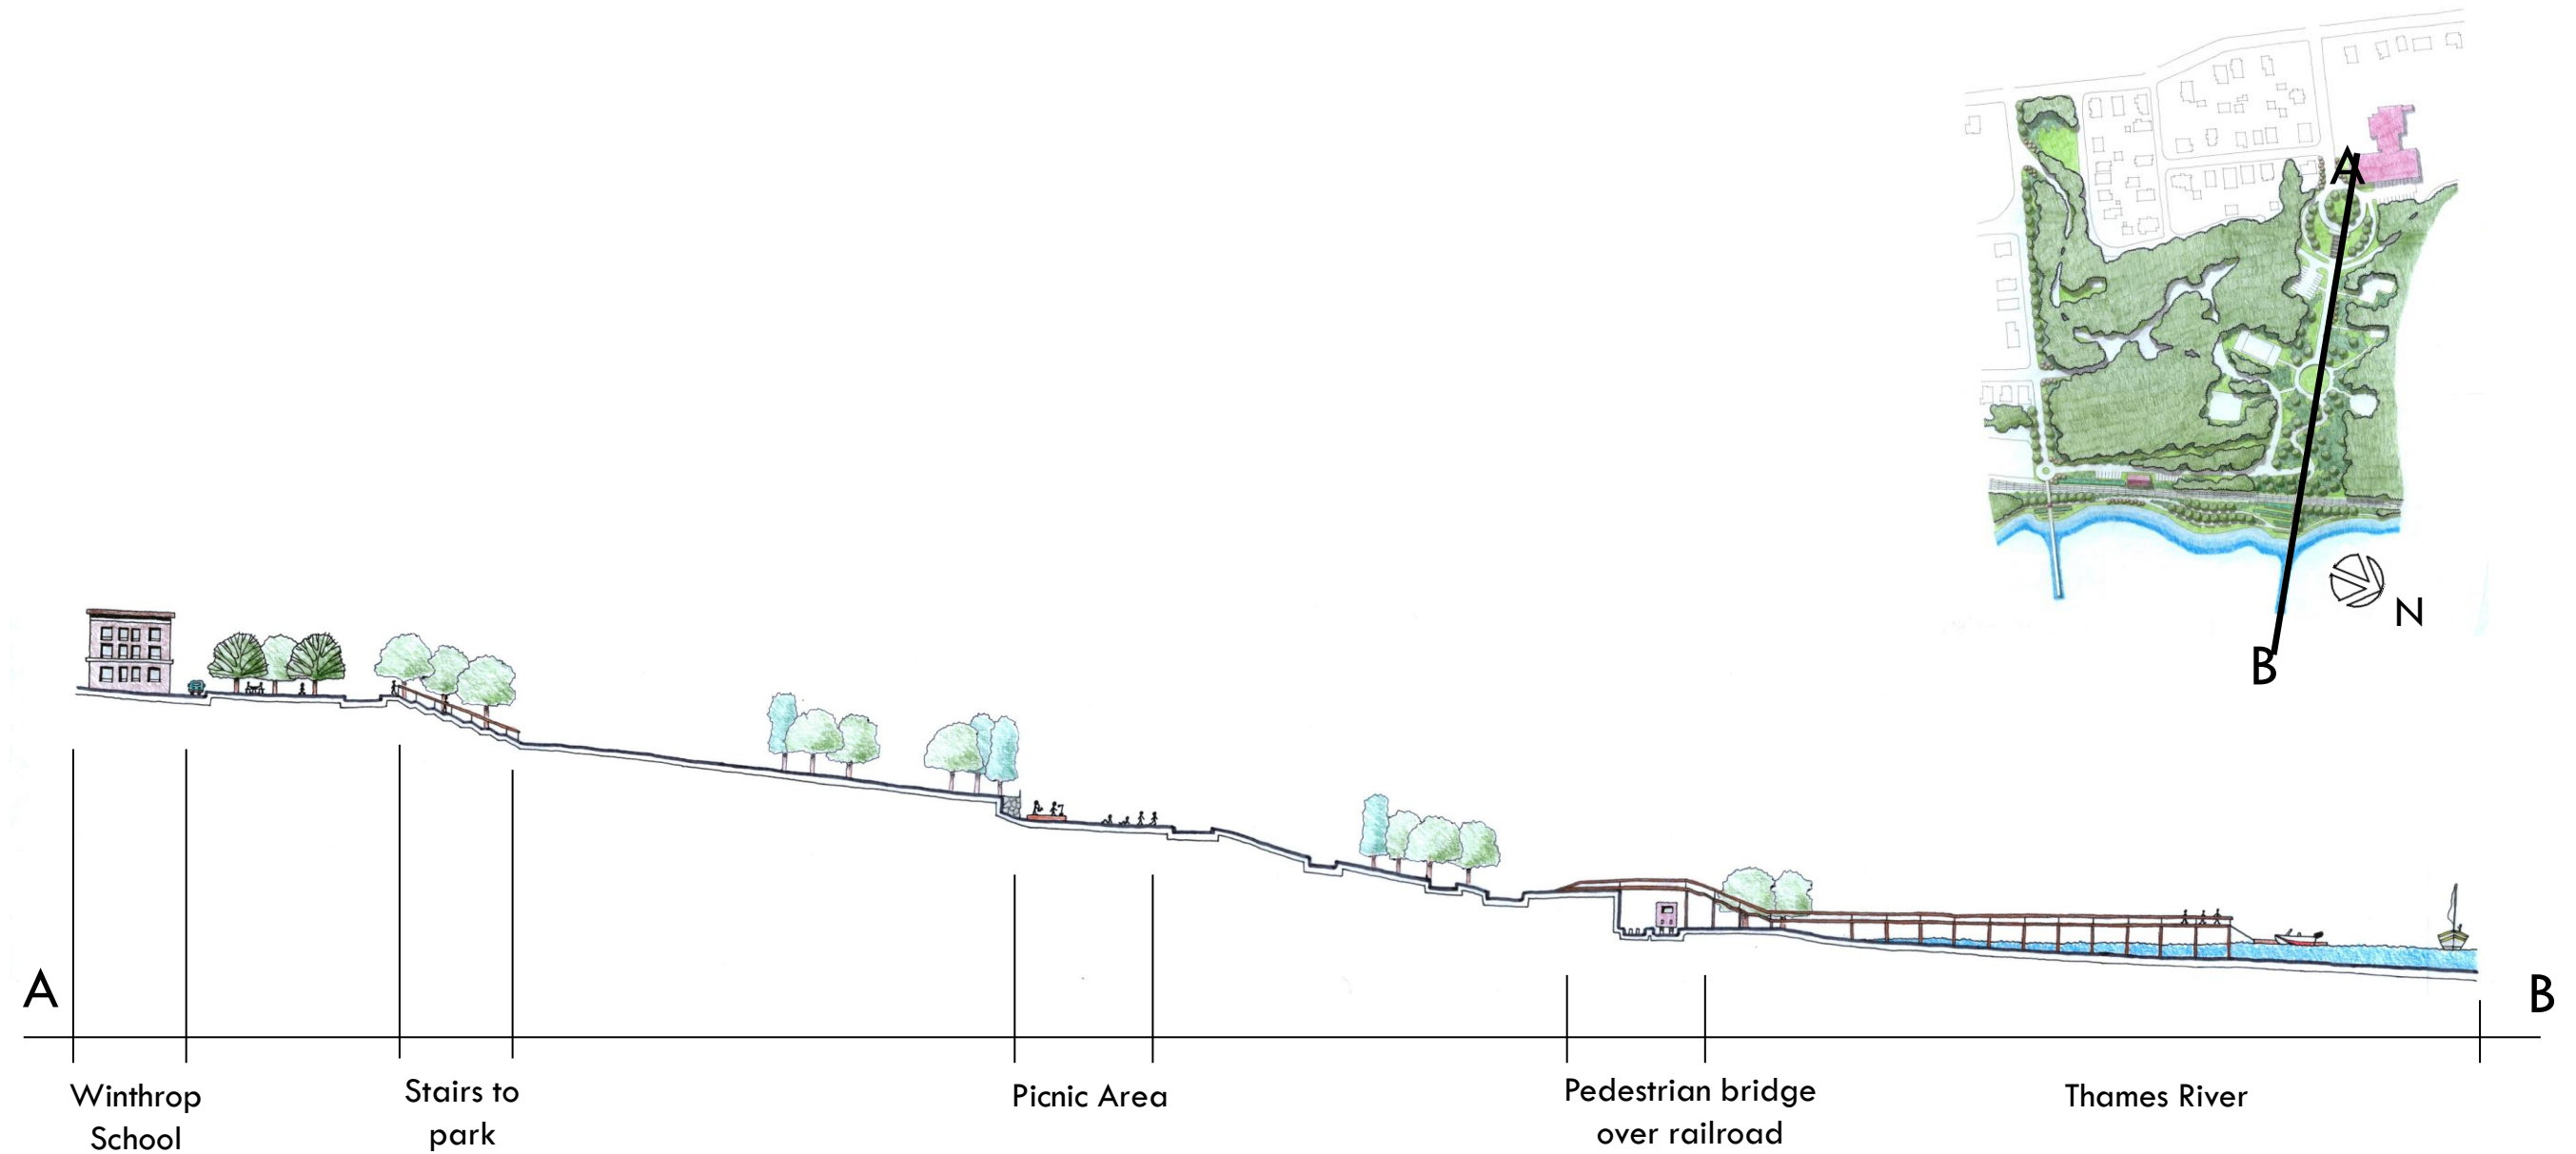 A
N
B
A
B
Winthrop
School
Stairs to
park
Picnic Area
Pedestrian bridge
over railroad
Thames River